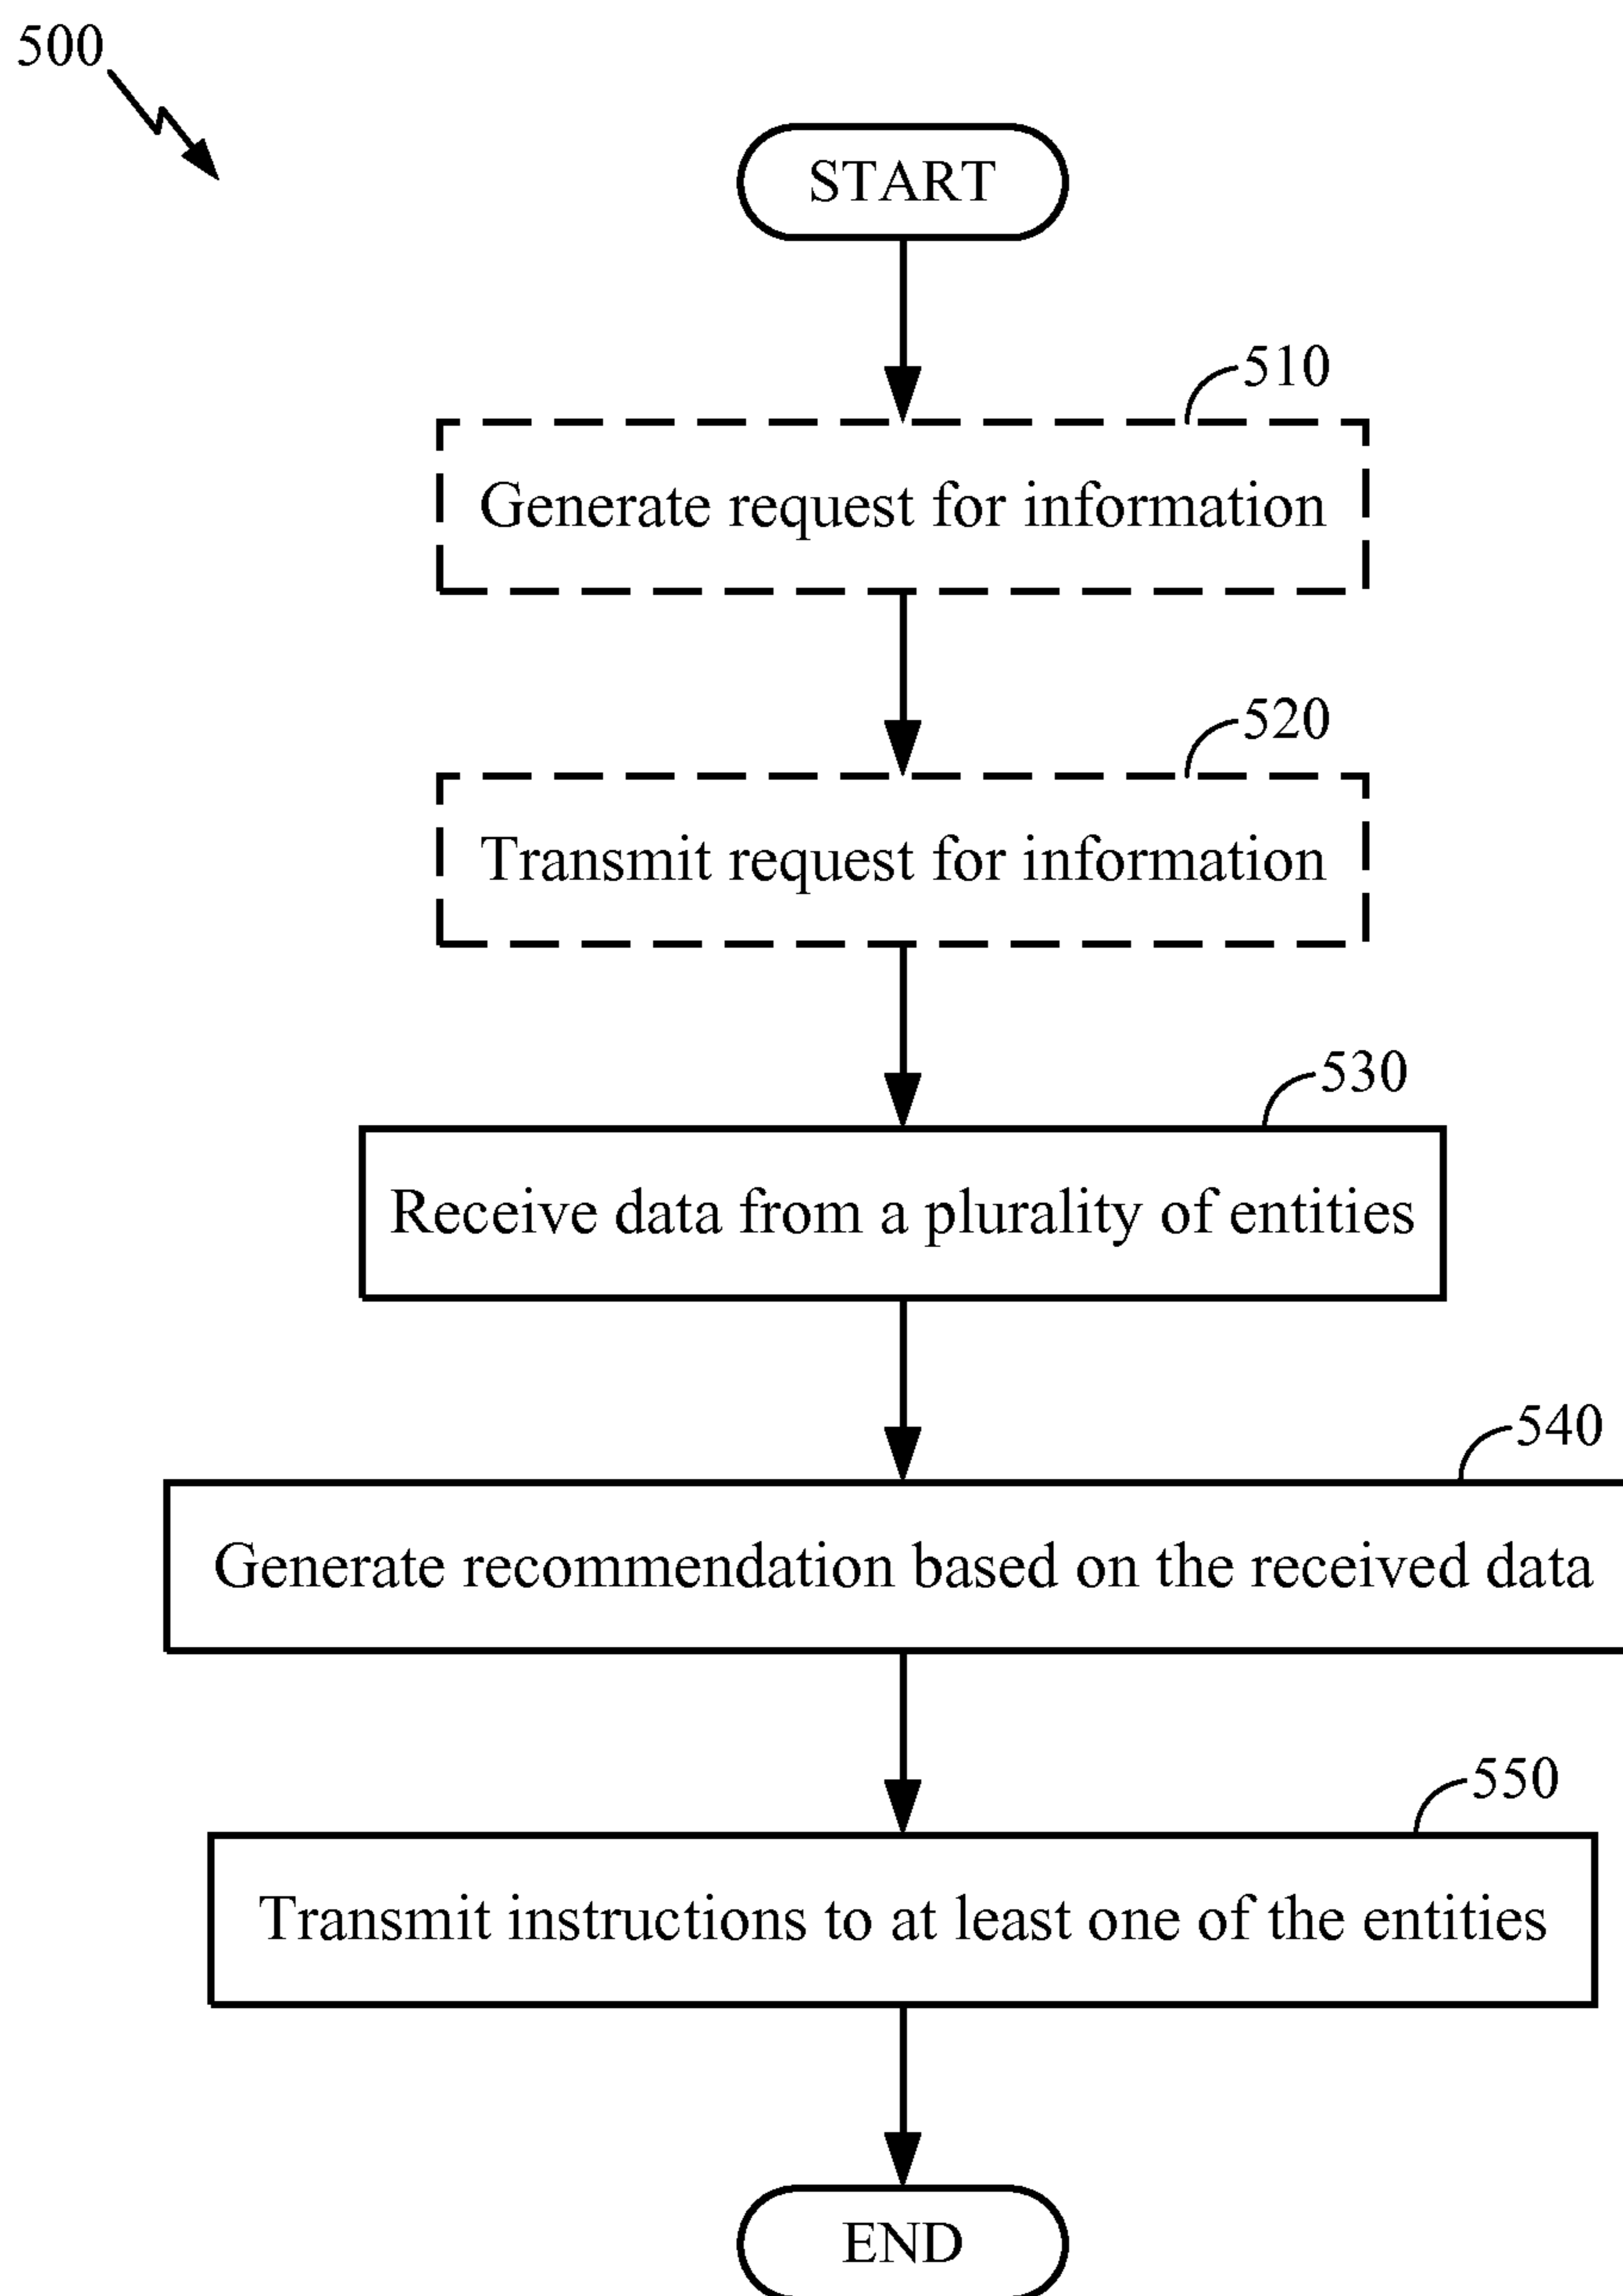 500
START
510
Generate request for information
520
Transmit request for information
530
Receive data from a plurality of entities
540
Generate recommendation based on the received data
550
Transmit instructions to at least one of the entities
END